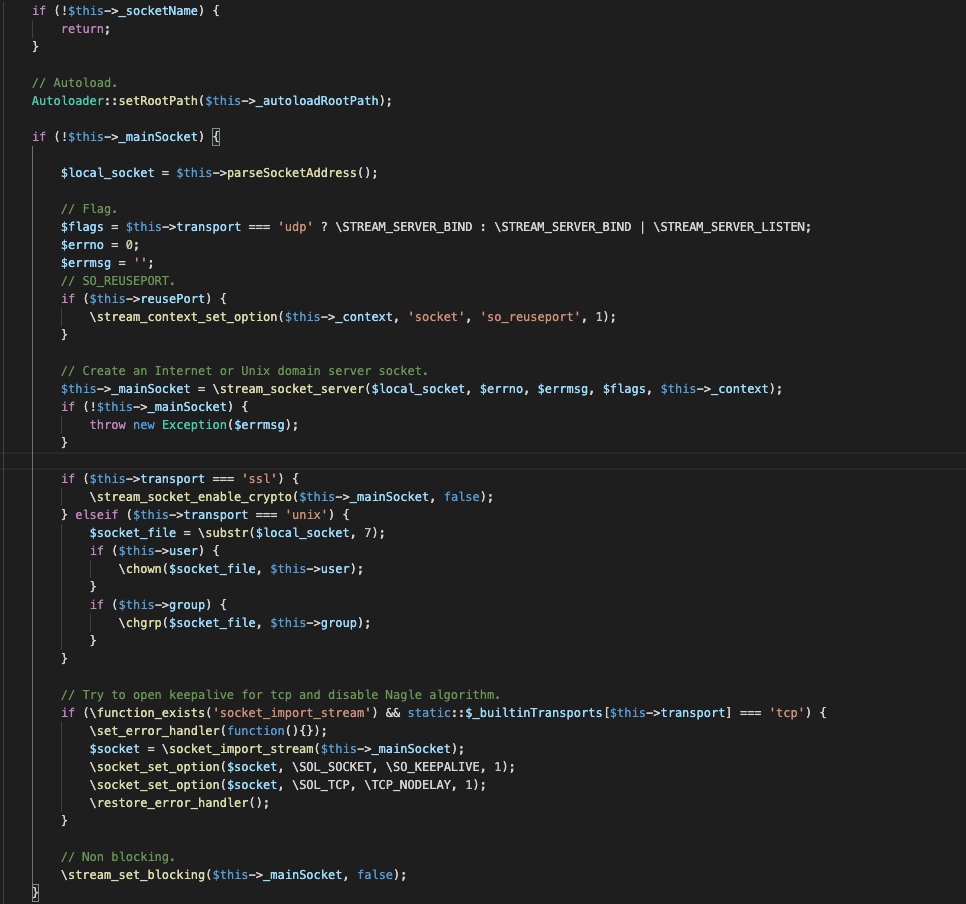 if (!$this->_socketName) {
return;
}
// Autoload.
Autoloader::setRootPath($this->_autoloadRootPath);
if (!$this->_mainSocket) {
$local_socket = $this->parseSocketAddress();
// Flag.
$flags = $this->transport === 'udp' ? \STREAM_SERVER_BIND : \STREAM_SERVER_BIND | \STREAM_SERVER_LISTEN;
$errno = 0;
$errmsg = '';
// SO_REUSEPORT.
if ($this->reusePort) {
\stream_context_set_option($this->_context, 'socket', 'so_reuseport', 1);
}
// Create an Internet or Unix domain server socket.
$this->_mainSocket = \stream_socket_server($local_socket, $errno, $errmsg, $flags, $this->_context);
if (!$this->_mainSocket) {
throw new Exception($errmsg);
}
if ($this->transport === 'ssl') {
\stream_socket_enable_crypto($this->_mainSocket, false);
} elseif ($this->transport === 'unix') {
$socket_file = \substr($local_socket, 7);
if ($this->user) {
\chown($socket_file, $this->user);
}
if ($this->group) {
\chgrp($socket_file, $this->group);
}
}
// Try to open keepalive for tcp and disable Nagle algorithm.
if (\function_exists('socket_import_stream') && static::$_builtinTransports[$this->transport] === 'tcp') {
\set_error_handler(function(){});
$socket = \socket_import_stream($this->_mainSocket);
\socket_set_option($socket, \SOL_SOCKET, \SO_KEEPALIVE, 1);
\socket_set_option($socket, \SOL_TCP, \TCP_NODELAY, 1);
\restore_error_handler();
}
// Non blocking.
\stream_set_blocking($this->_mainSocket, false);
}